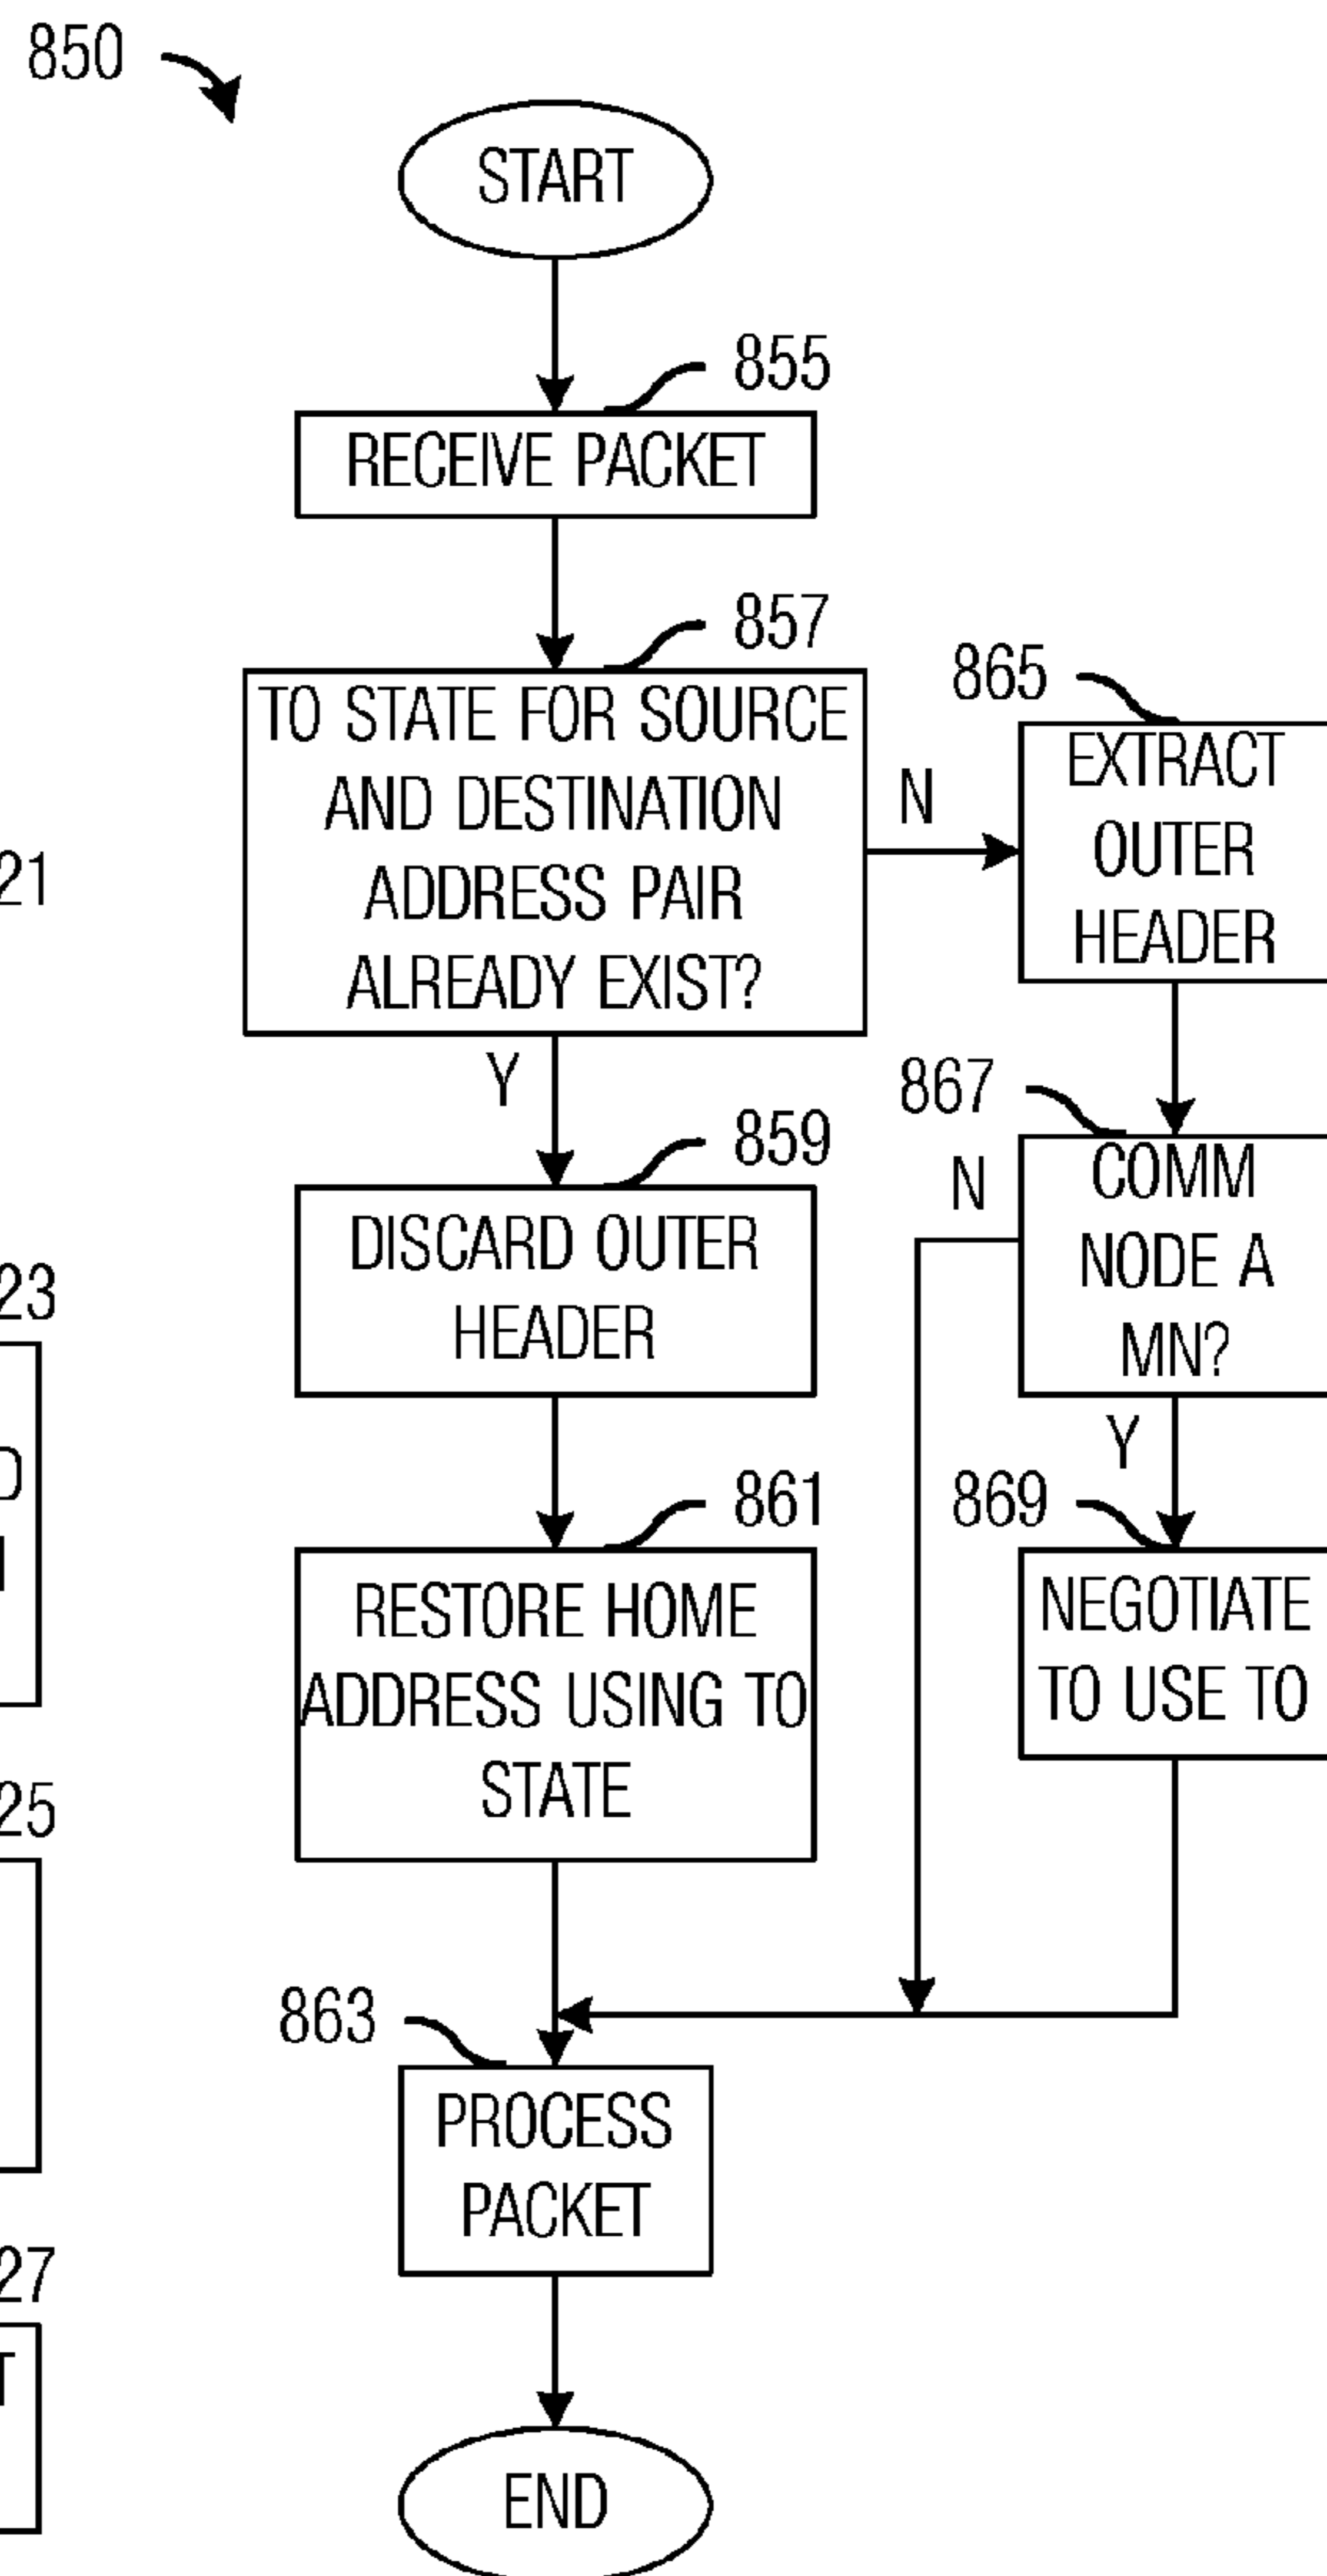 850
START
855
RECEIVE PACKET
857
TO STATE FOR SOURCE
AND DESTINATION
ADDRESS PAIR
ALREADY EXIST?
N
865
EXTRACT
OUTER
HEADER
Y
859
DISCARD OUTER
HEADER
867
N
COMM
NODE A
MN?
Y
861
RESTORE HOME
ADDRESS USING TO
STATE
869
NEGOTIATE
TO USE TO
863
PROCESS
PACKET
END
21
23
D
25
27
T